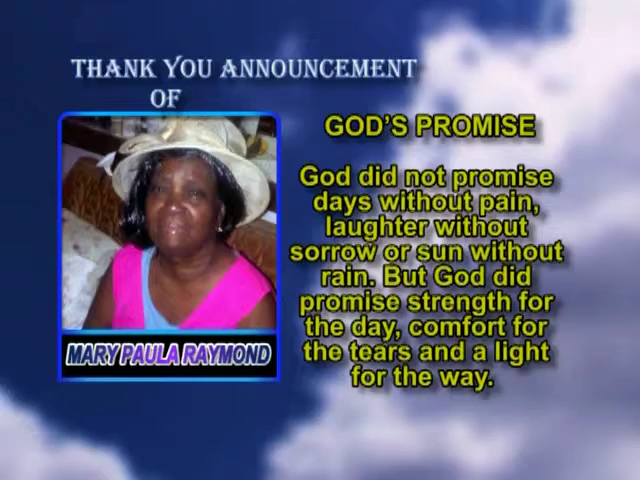 THANK YOU ANNOUNCEMENT
OF
MARY PAULA RAYMOND
GOD'S PROMISE
God did not promise
days without pain,
laughter without
sorrow or sun without
rain. But God did
promise strength for
the day, comfort for
the tears and a light
for the way.